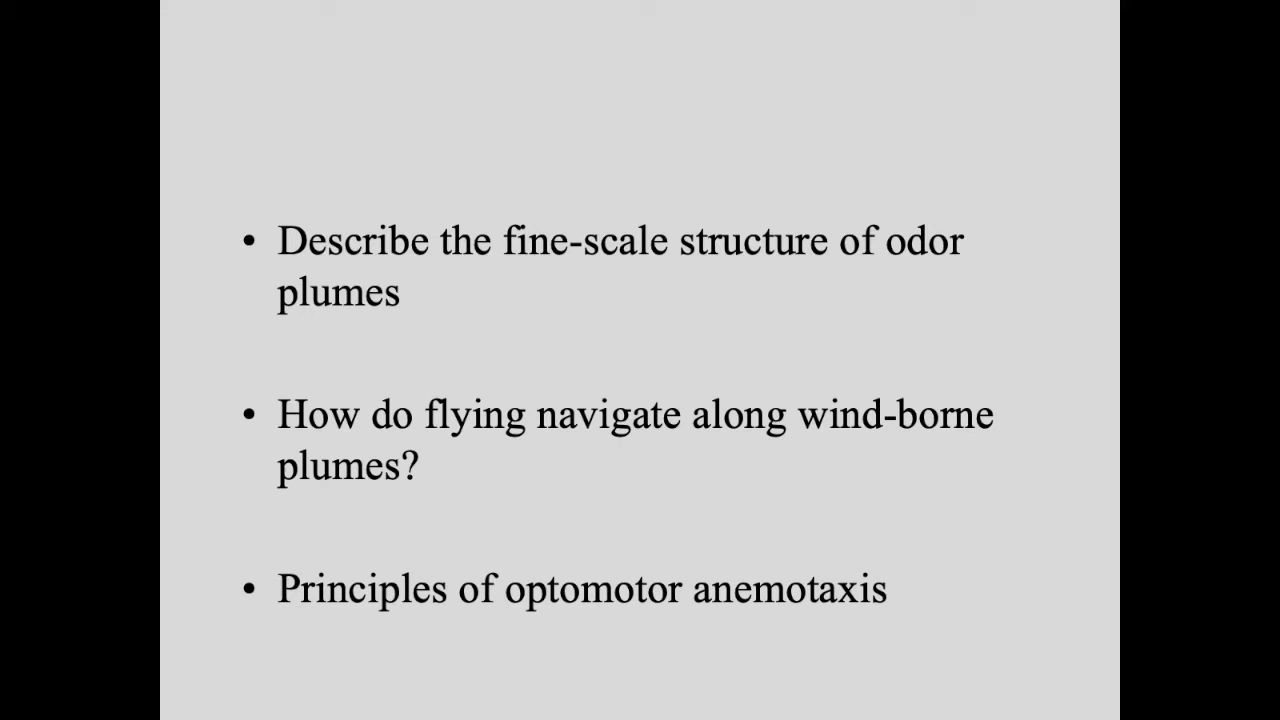 • Describe the fine-scale structure of odor
plumes
• How do flying navigate along wind-borne
plumes?
• Principles of optomotor anemotaxis